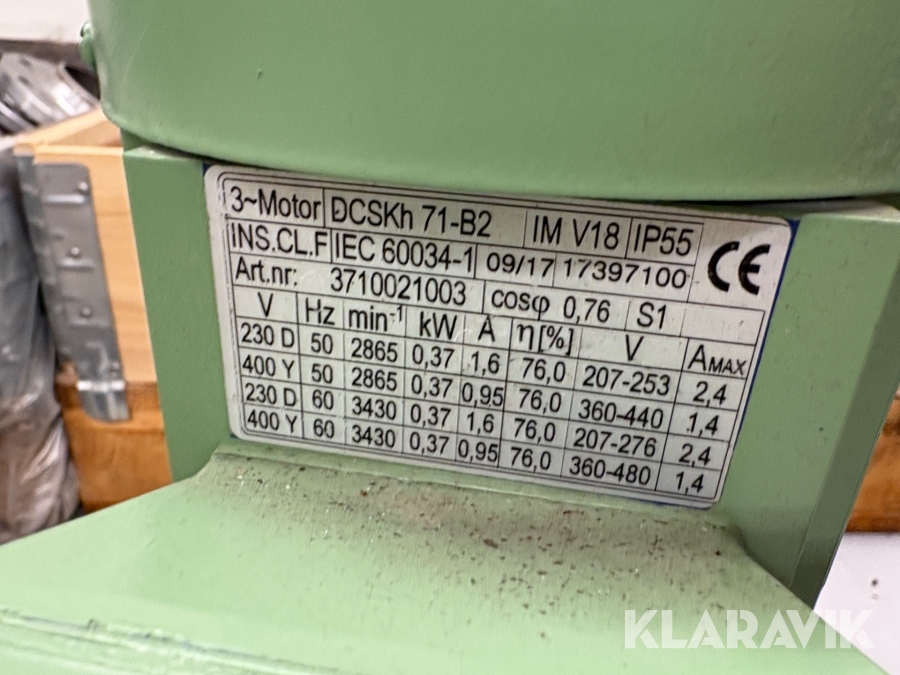 3~Motor DCSKh 71-B2 IM V18 IP55
INS.CL.F IEC 60034-1 09/17 17397100 CE
Art.nr: 3710021003 cosφ 0,76 S1
V Hz min-1 kW A η[%] V AMAX
230 D 50 2865 0,37 1,6 76,0 207-253 2,4
400 Y 50 2865 0,37 0,95 76,0 360-440 1,4
230 D 60 3430 0,37 1,6 76,0 207-276 2,4
400 Y 60 3430 0,37 0,95 76,0 360-480 1,4
KLARAVIK